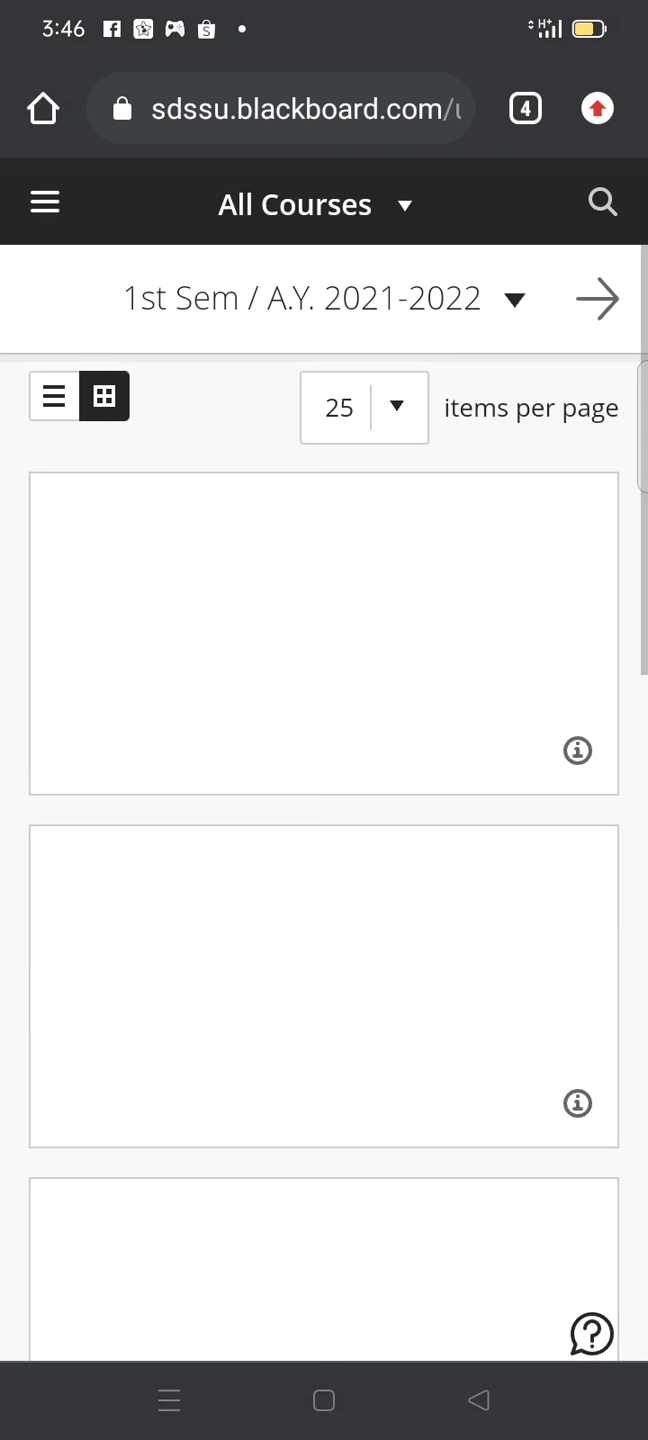 3:46
sdssu.blackboard.com/
4
All Courses
1st Sem / A.Y. 2021-2022
25 items per page